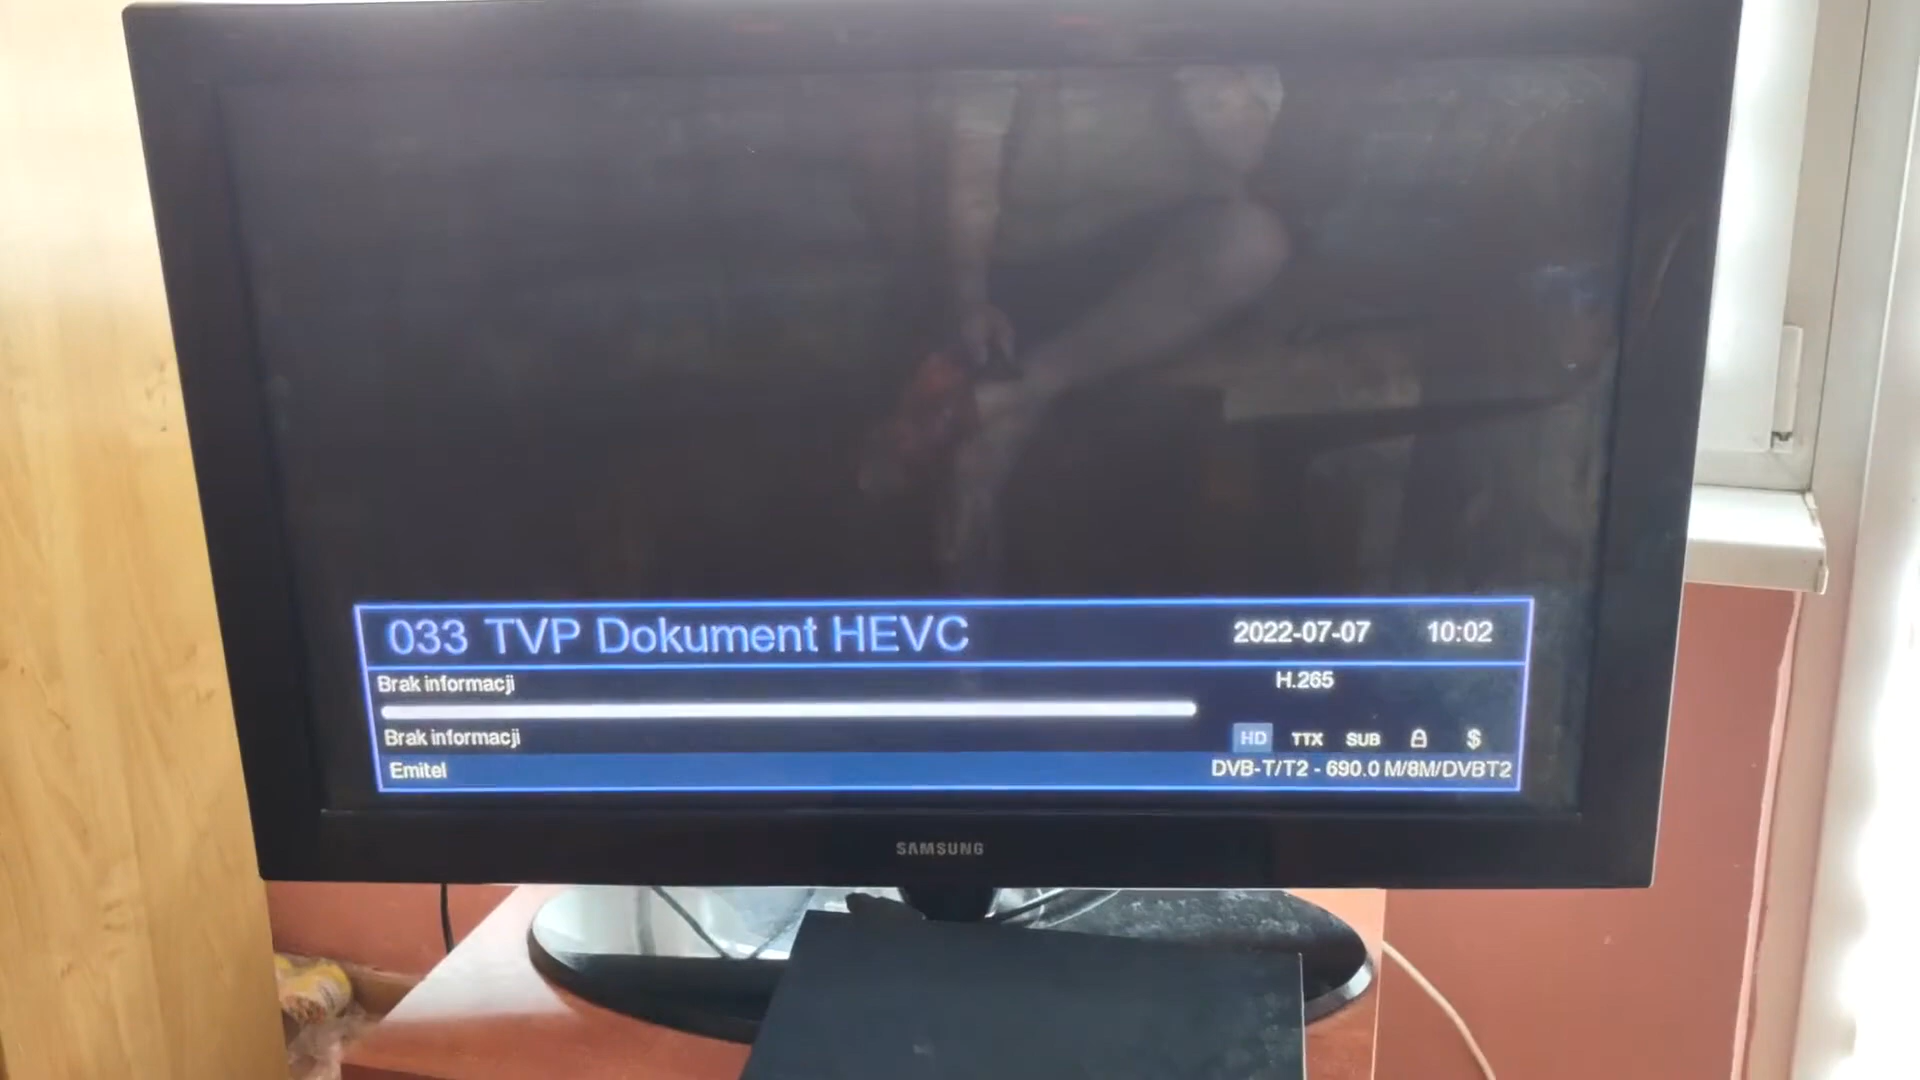 033 TVP Dokument HEVC 2022-07-07 10:02
Brak informacji H.265
Brak informacji HD TTX SUB $
Emitel DVB-T/T2 - 690.0 M/8M/DVBT2
SAMSUNG